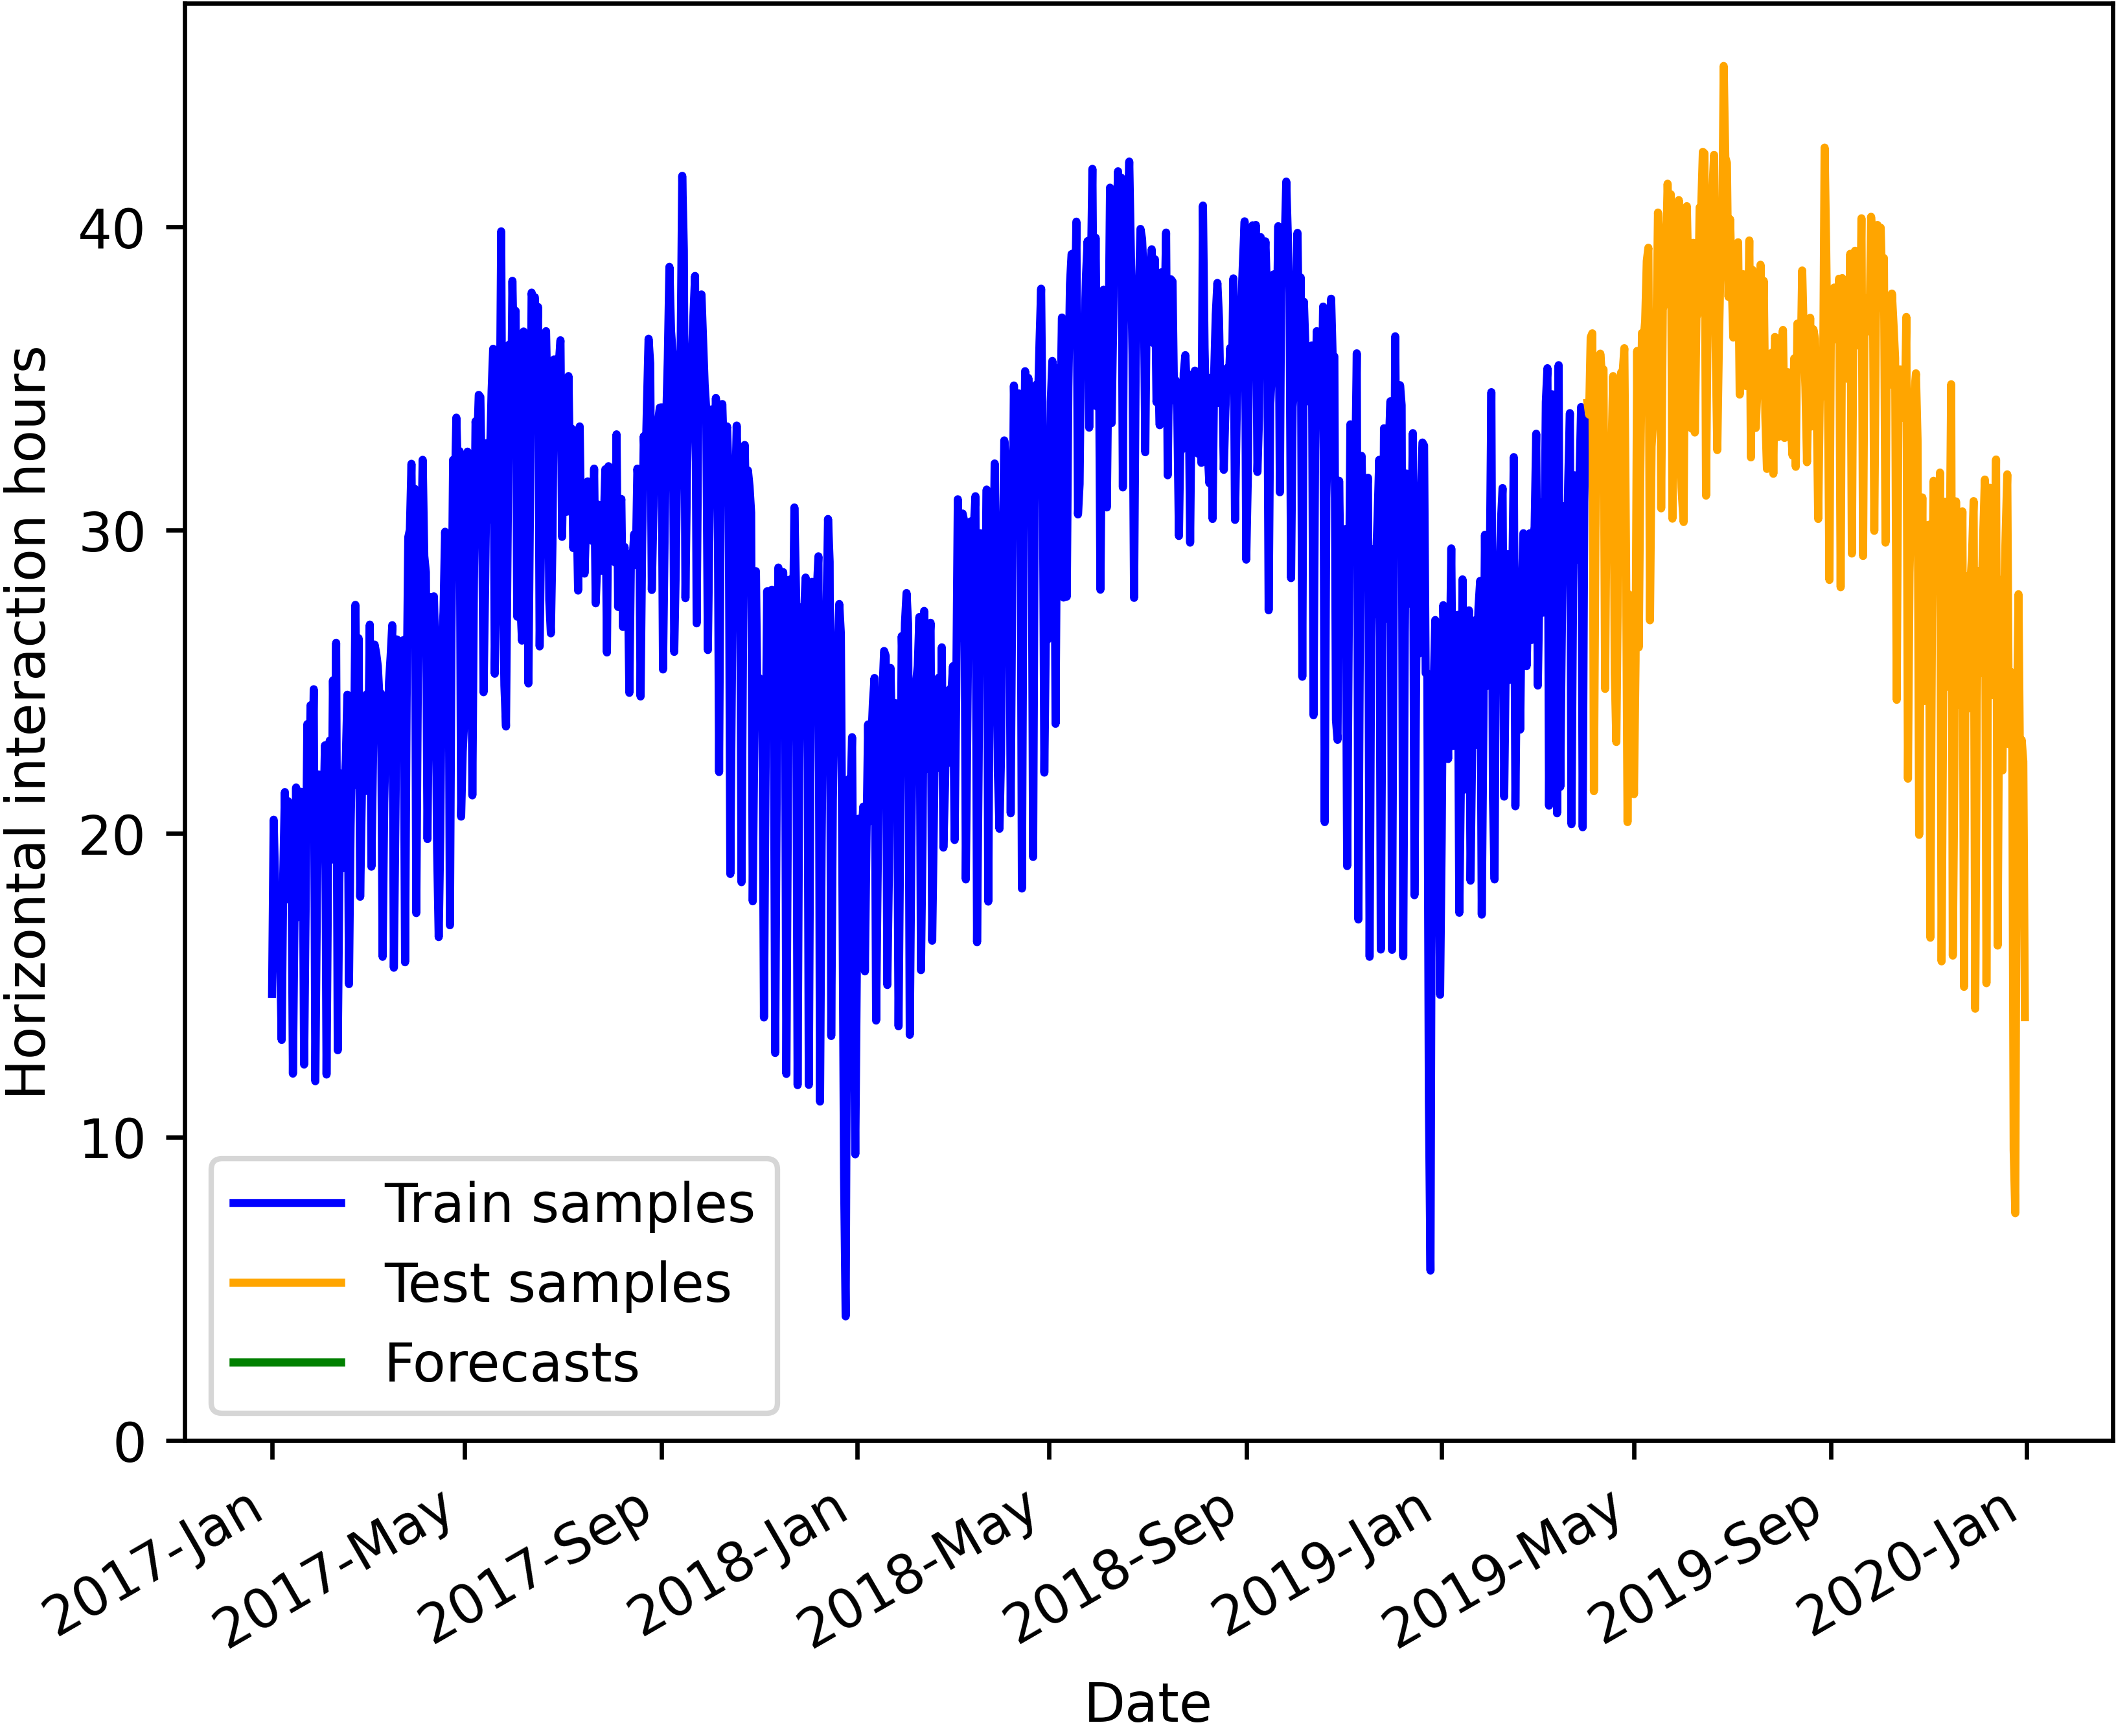 Horizontal interaction hours
40
30
20
10
0
Train samples
Test samples
Forecasts
2017-Jan
2017-May
2017-Sep
2018-Jan
2018-May
2018-Sep
2019-Jan
2019-May
2019-Sep
2020-Jan
Date